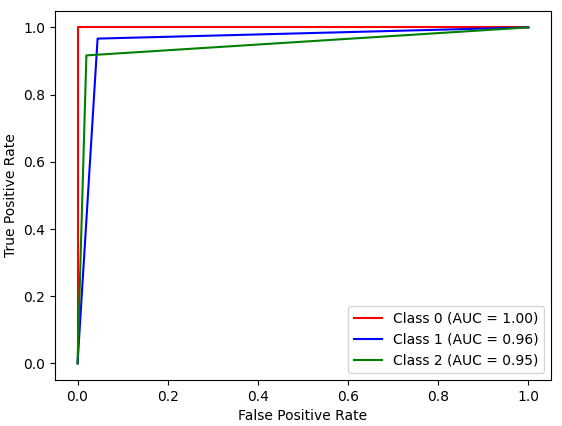 1.0
0.8
0.6
0.4
0.2
0.0
True Positive Rate
Class 0 (AUC = 1.00)
Class 1 (AUC = 0.96)
Class 2 (AUC = 0.95)
0.0 0.2 0.4 0.6 0.8 1.0
False Positive Rate